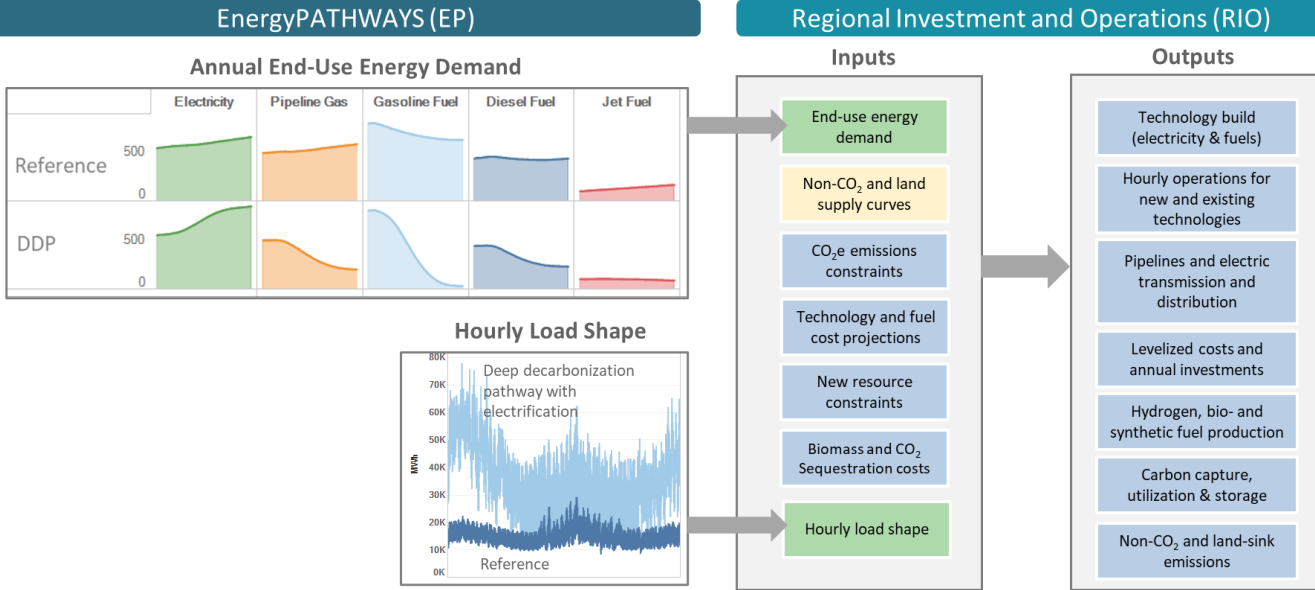 EnergyPATHWAYS (EP)
Regional Investment and Operations (RIO)
Annual End-Use Energy Demand
Electricity
Pipeline Gas
Gasoline Fuel
Diesel Fuel
Jet Fuel
Reference
500
0
DDP
500
0
Hourly Load Shape
80K
70K
60K
50K
40K
30K
20K
10K
0K
MWh
Deep decarbonization
pathway with
electrification
Reference
Inputs
End-use energy
demand
Non-CO₂ and land
supply curves
CO₂e emissions
constraints
Technology and fuel
cost projections
New resource
constraints
Biomass and CO₂
Sequestration costs
Hourly load shape
Outputs
Technology build
(electricity & fuels)
Hourly operations for
new and existing
technologies
Pipelines and electric
transmission and
distribution
Levelized costs and
annual investments
Hydrogen, bio- and
synthetic fuel production
Carbon capture,
utilization & storage
Non-CO₂ and land-sink
emissions